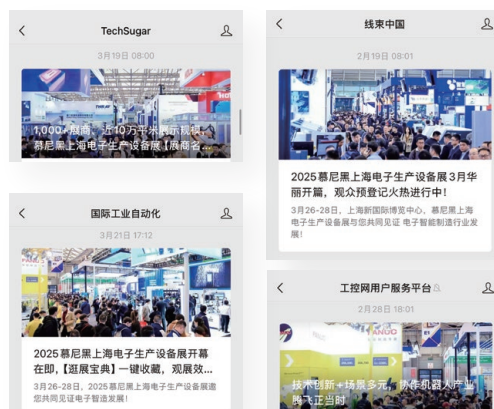 TechSugar
3月19日 08:00
1,000+展商，近10万平米展示规模，
慕尼黑上海电子生产设备展【展商名...
线束中国
2月19日 08:01
2025慕尼黑上海电子生产设备展3月华
丽开篇，观众预登记火热进行中！
3月26-28日，上海新国际博览中心，慕尼黑上海
电子生产设备展与您共同见证 电子智能制造行业发
展！
国际工业自动化
3月21日 17:12
2025慕尼黑上海电子生产设备展开幕
在即，【逛展宝典】一键收藏，观展效...
3月26-28日，2025慕尼黑上海电子生产设备展邀
您共同见证电子智造发展！
工控网用户服务平台
2月28日 18:01
FANUC
技术创新+场景多元，协作机器人产业
腾飞正当时